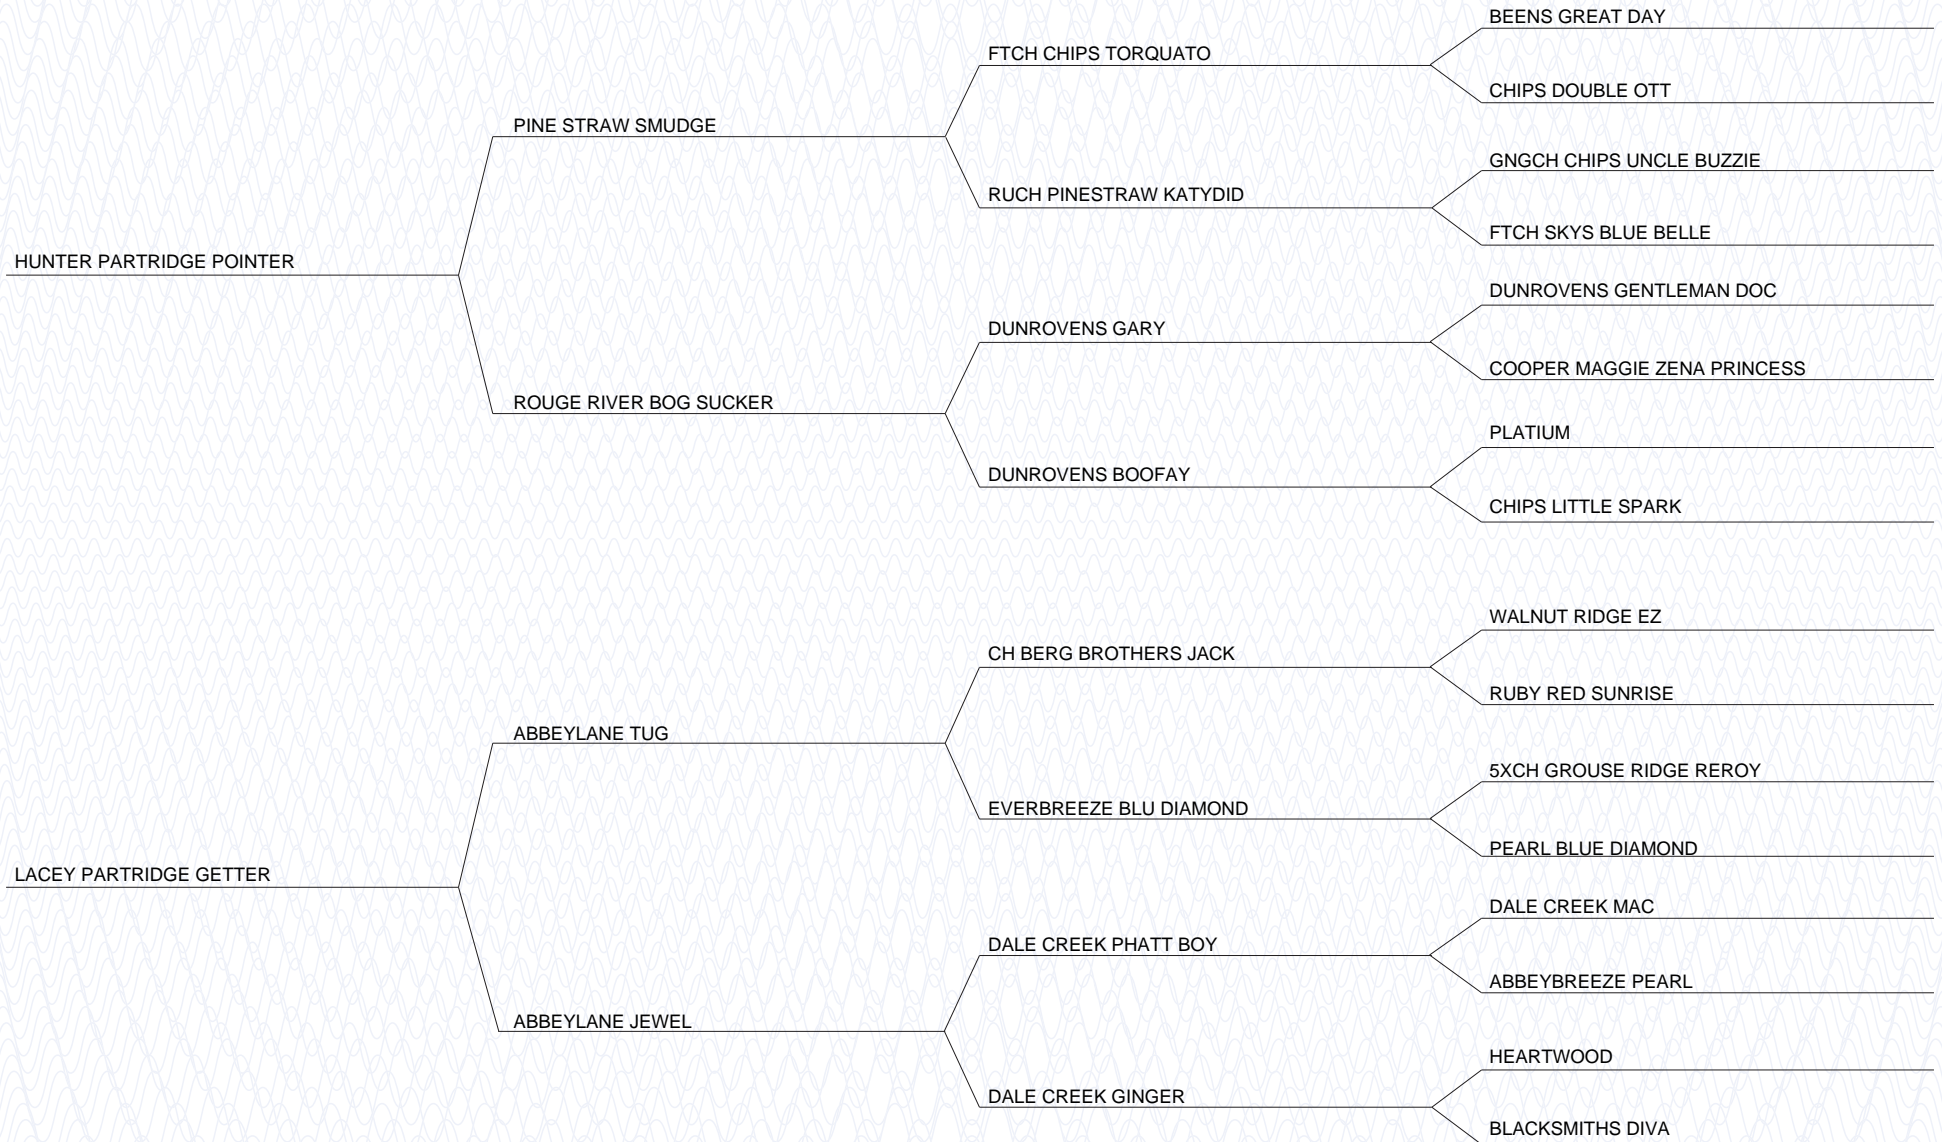 BEENS GREAT DAY
FTCH CHIPS TORQUATO
CHIPS DOUBLE OTT
PINE STRAW SMUDGE
GNGCH CHIPS UNCLE BUZZIE
RUCH PINESTRAW KATYDID
FTCH SKYS BLUE BELLE
HUNTER PARTRIDGE POINTER
DUNROVENS GENTLEMAN DOC
DUNROVENS GARY
COOPER MAGGIE ZENA PRINCESS
ROUGE RIVER BOG SUCKER
PLATIUM
DUNROVENS BOOFAY
CHIPS LITTLE SPARK
WALNUT RIDGE EZ
CH BERG BROTHERS JACK
RUBY RED SUNRISE
ABBEYLANE TUG
5XCH GROUSE RIDGE REROY
EVERBREEZE BLU DIAMOND
PEARL BLUE DIAMOND
LACEY PARTRIDGE GETTER
DALE CREEK MAC
DALE CREEK PHATT BOY
ABBEYBREEZE PEARL
ABBEYLANE JEWEL
HEARTWOOD
DALE CREEK GINGER
BLACKSMITHS DIVA